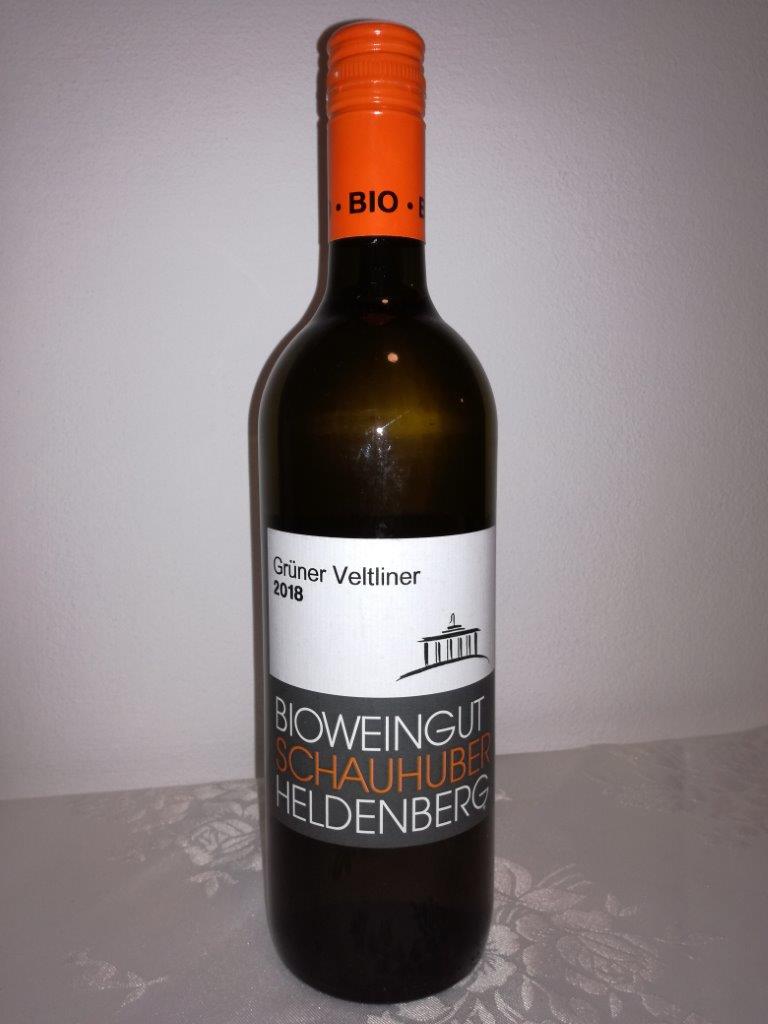 • BIO •
Grüner Veltliner
2018
BIOWEINGUT
SCHAUHUBER
HELDENBERG